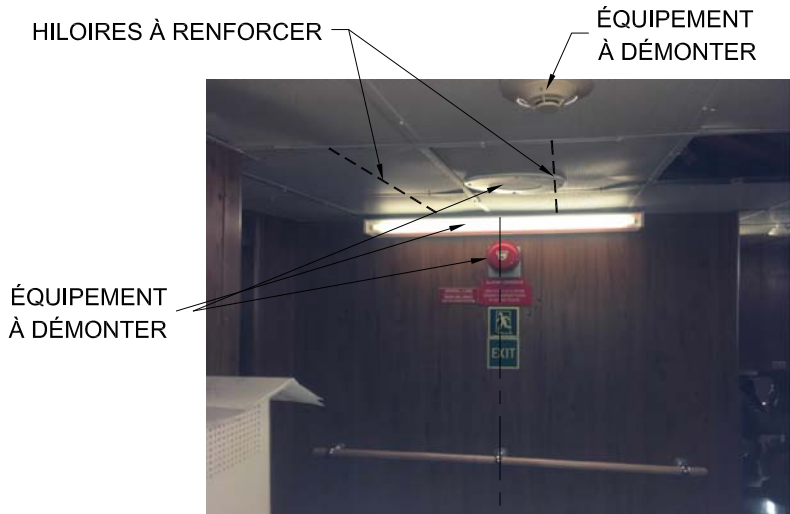 HILOIRES À RENFORCER
ÉQUIPEMENT
À DÉMONTER
ÉQUIPEMENT
À DÉMONTER
EXIT